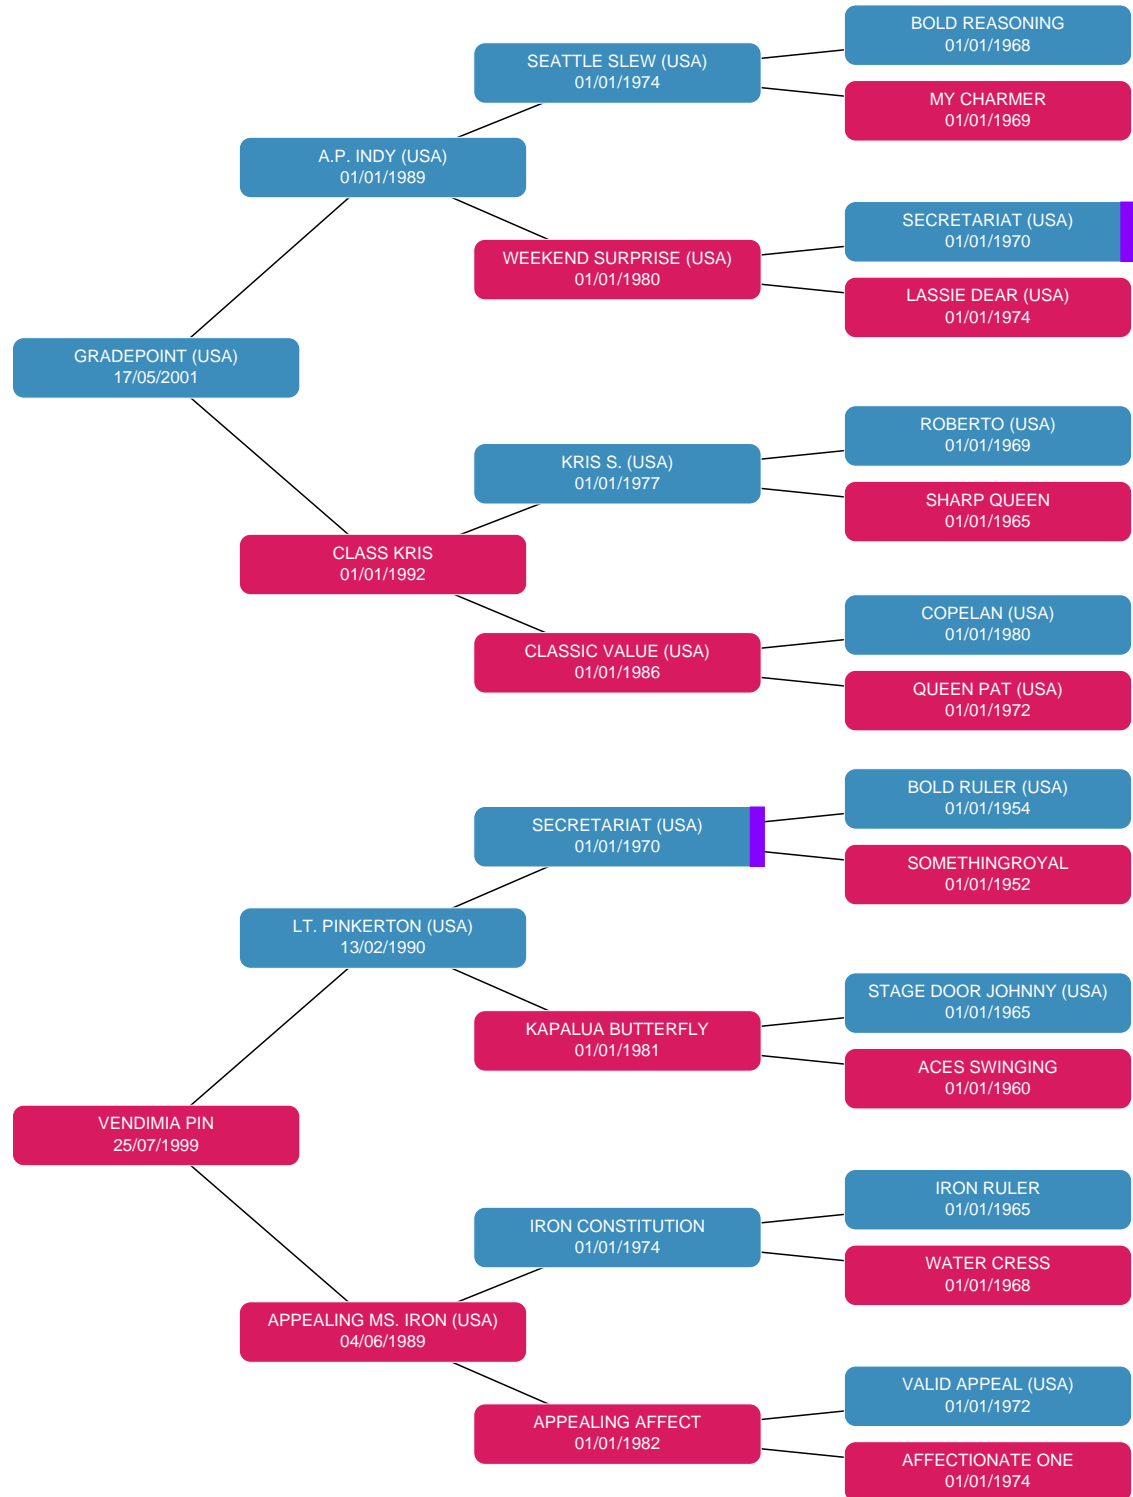 BOLD REASONING
01/01/1968
SEATTLE SLEW (USA)
01/01/1974
MY CHARMER
01/01/1969
A.P. INDY (USA)
01/01/1989
SECRETARIAT (USA)
01/01/1970
WEEKEND SURPRISE (USA)
01/01/1980
LASSIE DEAR (USA)
01/01/1974
GRADEPOINT (USA)
17/05/2001
ROBERTO (USA)
01/01/1969
KRIS S. (USA)
01/01/1977
SHARP QUEEN
01/01/1965
CLASS KRIS
01/01/1992
COPELAN (USA)
01/01/1980
CLASSIC VALUE (USA)
01/01/1986
QUEEN PAT (USA)
01/01/1972
BOLD RULER (USA)
01/01/1954
SECRETARIAT (USA)
01/01/1970
SOMETHINGROYAL
01/01/1952
LT. PINKERTON (USA)
13/02/1990
STAGE DOOR JOHNNY (USA)
01/01/1965
KAPALUA BUTTERFLY
01/01/1981
ACES SWINGING
01/01/1960
VENDIMIA PIN
25/07/1999
IRON RULER
01/01/1965
IRON CONSTITUTION
01/01/1974
WATER CRESS
01/01/1968
APPEALING MS. IRON (USA)
04/06/1989
VALID APPEAL (USA)
01/01/1972
APPEALING AFFECT
01/01/1982
AFFECTIONATE ONE
01/01/1974